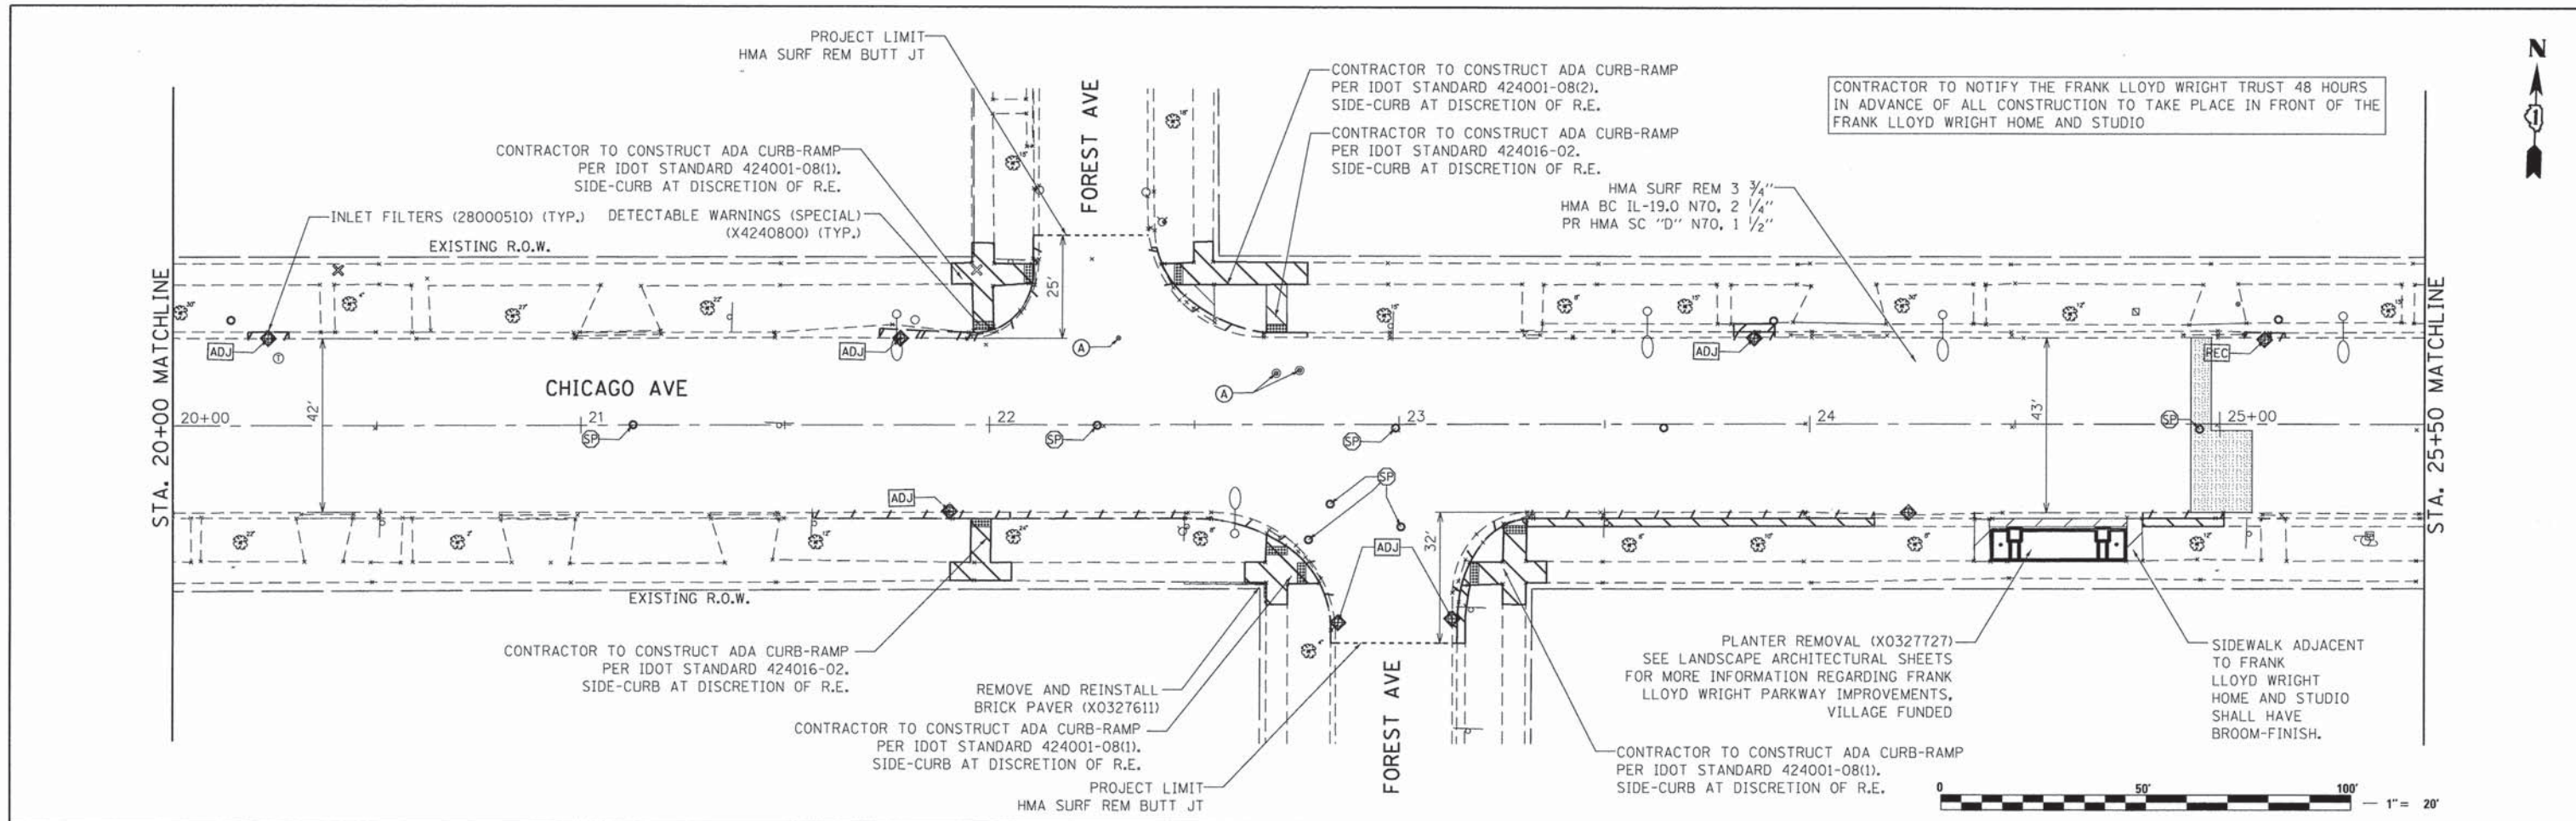 PROJECT LIMIT
HMA SURF REM BUTT JT
CONTRACTOR TO CONSTRUCT ADA CURB-RAMP
PER IDOT STANDARD 424001-08(1).
SIDE-CURB AT DISCRETION OF R.E.
INLET FILTERS (28000510) (TYP.)
DETECTABLE WARNINGS (SPECIAL)
(X4240800) (TYP.)
EXISTING R.O.W.
FOREST AVE
CONTRACTOR TO CONSTRUCT ADA CURB-RAMP
PER IDOT STANDARD 424001-08(2).
SIDE-CURB AT DISCRETION OF R.E.
CONTRACTOR TO CONSTRUCT ADA CURB-RAMP
PER IDOT STANDARD 424016-02.
SIDE-CURB AT DISCRETION OF R.E.
HMA SURF REM 3 3/4"
HMA BC IL-19.0 N70, 2 1/4"
PR HMA SC "D" N70, 1 1/2"
CONTRACTOR TO NOTIFY THE FRANK LLOYD WRIGHT TRUST 48 HOURS
IN ADVANCE OF ALL CONSTRUCTION TO TAKE PLACE IN FRONT OF THE
FRANK LLOYD WRIGHT HOME AND STUDIO
N
1
STA. 20+00 MATCHLINE
25'
ADJ
T
ADJ
A
A
ADJ
REC
CHICAGO AVE
42'
43'
20+00
21
22
23
24
25+00
SP
SP
SP
SP
SP
STA. 25+50 MATCHLINE
ADJ
ADJ
32'
EXISTING R.O.W.
CONTRACTOR TO CONSTRUCT ADA CURB-RAMP
PER IDOT STANDARD 424016-02.
SIDE-CURB AT DISCRETION OF R.E.
REMOVE AND REINSTALL
BRICK PAVER (X0327611)
CONTRACTOR TO CONSTRUCT ADA CURB-RAMP
PER IDOT STANDARD 424001-08(1).
SIDE-CURB AT DISCRETION OF R.E.
PROJECT LIMIT
HMA SURF REM BUTT JT
FOREST AVE
PLANTER REMOVAL (X0327727)
SEE LANDSCAPE ARCHITECTURAL SHEETS
FOR MORE INFORMATION REGARDING FRANK
LLOYD WRIGHT PARKWAY IMPROVEMENTS,
VILLAGE FUNDED
SIDEWALK ADJACENT
TO FRANK
LLOYD WRIGHT
HOME AND STUDIO
SHALL HAVE
BROOM-FINISH.
CONTRACTOR TO CONSTRUCT ADA CURB-RAMP
PER IDOT STANDARD 424001-08(1).
SIDE-CURB AT DISCRETION OF R.E.
0 50' 100'
1"= 20'